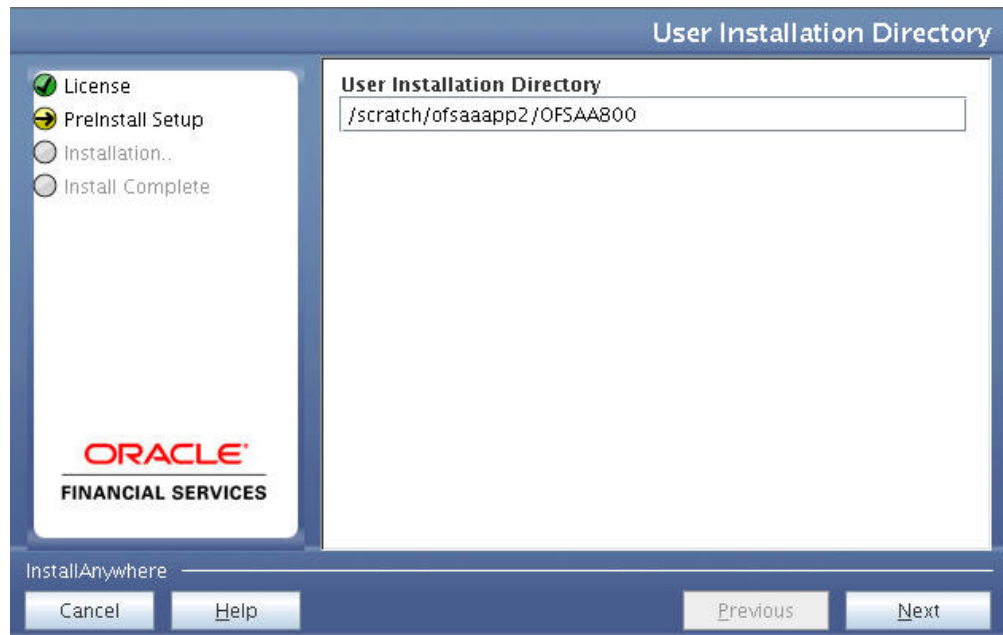 User Installation Directory
License
PreInstall Setup
Installation..
Install Complete
User Installation Directory
/scratch/ofsaaapp2/OFSAA800
ORACLE®
FINANCIAL SERVICES
InstallAnywhere
Cancel
Help
Previous
Next